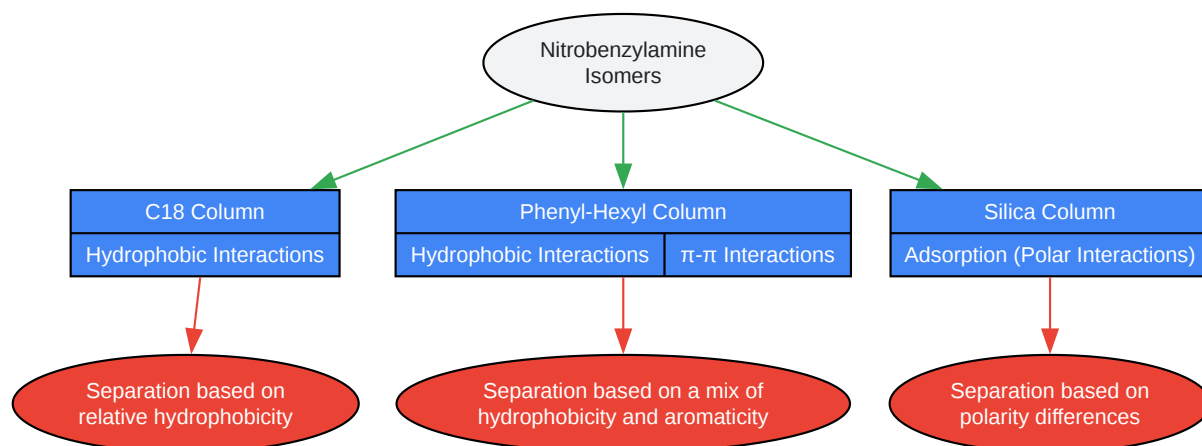 Nitrobenzylamine
Isomers
C18 Column
Hydrophobic Interactions
Phenyl-Hexyl Column
Hydrophobic Interactions
π-π Interactions
Silica Column
Adsorption (Polar Interactions)
Separation based on
relative hydrophobicity
Separation based on a mix of
hydrophobicity and aromaticity
Separation based on
polarity differences